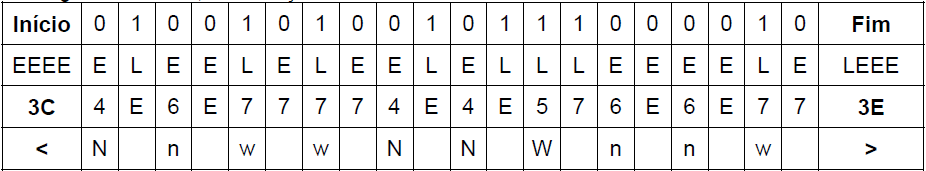 Início 0 1 0 0 1 0 1 0 0 1 0 1 1 1 0 0 0 0 1 0 Fim
EEEE E L E E L E L E E L E L L L E E E E L E LEEE
3C 4 E 6 E 7 7 7 7 4 E 4 E 5 7 6 E 6 E 7 7 3E
< N n w w N N W n n w >